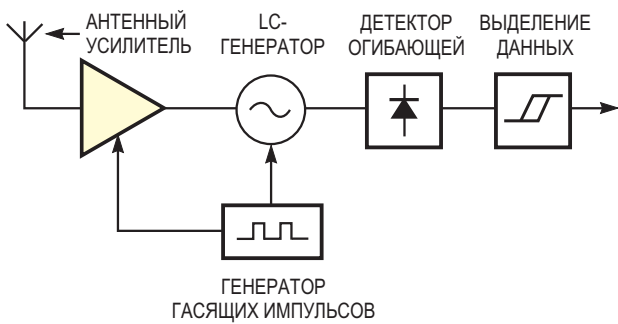 АНТЕННЫЙ
УСИЛИТЕЛЬ
LC-
ГЕНЕРАТОР
ДЕТЕКТОР
ОГИБАЮЩЕЙ
ВЫДЕЛЕНИЕ
ДАННЫХ
ГЕНЕРАТОР
ГАСЯЩИХ ИМПУЛЬСОВ